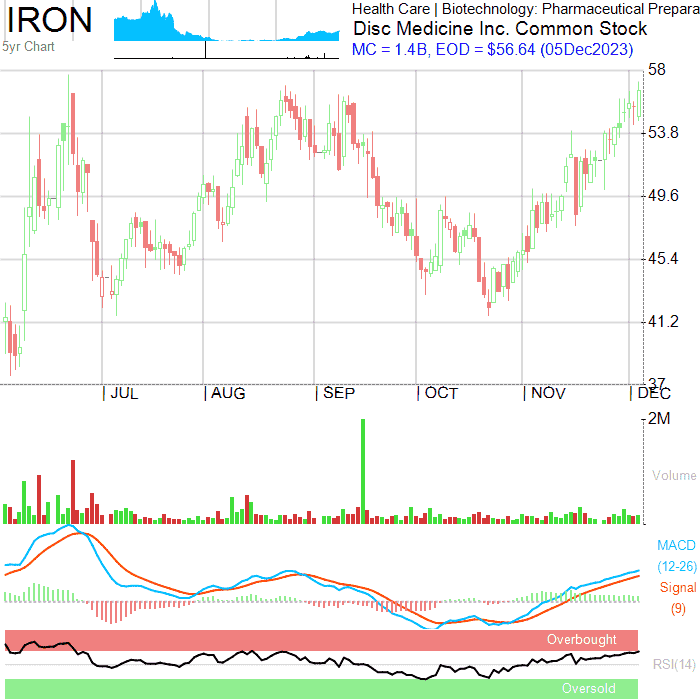 IRON
Health Care | Biotechnology: Pharmaceutical Prepara
Disc Medicine Inc. Common Stock
5yr Chart
MC = 1.4B, EOD = $56.64 (05Dec2023)
58
53.8
49.6
45.4
41.2
37
| JUL
| AUG
| SEP
| OCT
| NOV
| DEC
2M
Volume
MACD
(12-26)
Signal
(9)
Overbought
RSI(14)
Oversold